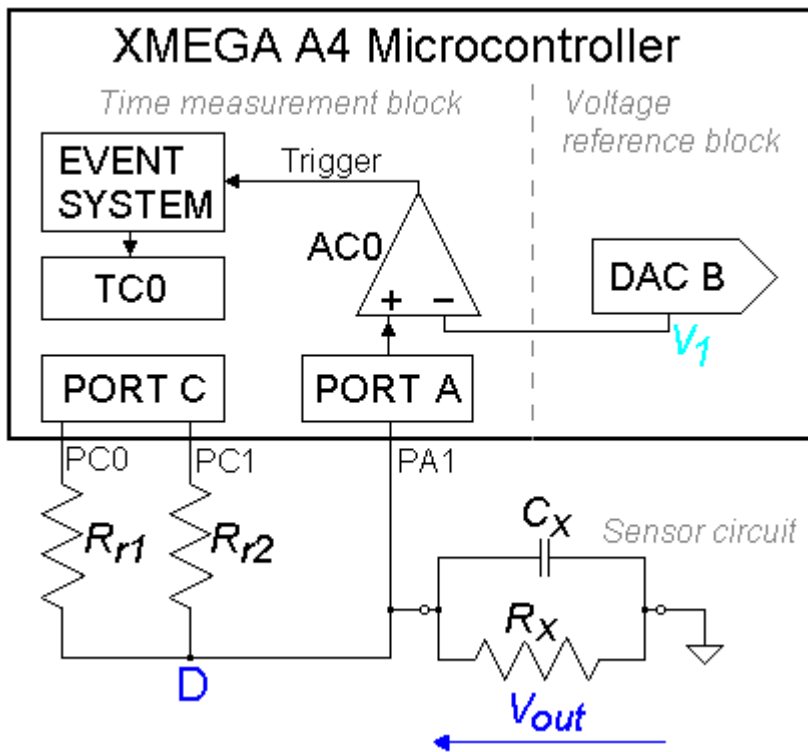 XMEGA A4 Microcontroller
Time measurement block
Voltage
reference block
EVENT
SYSTEM
Trigger
AC0
TC0
DAC B
+ −
V1
PORT C
PORT A
PC0
PC1
PA1
Rr1
Rr2
Cx
Sensor circuit
Rx
D
Vout